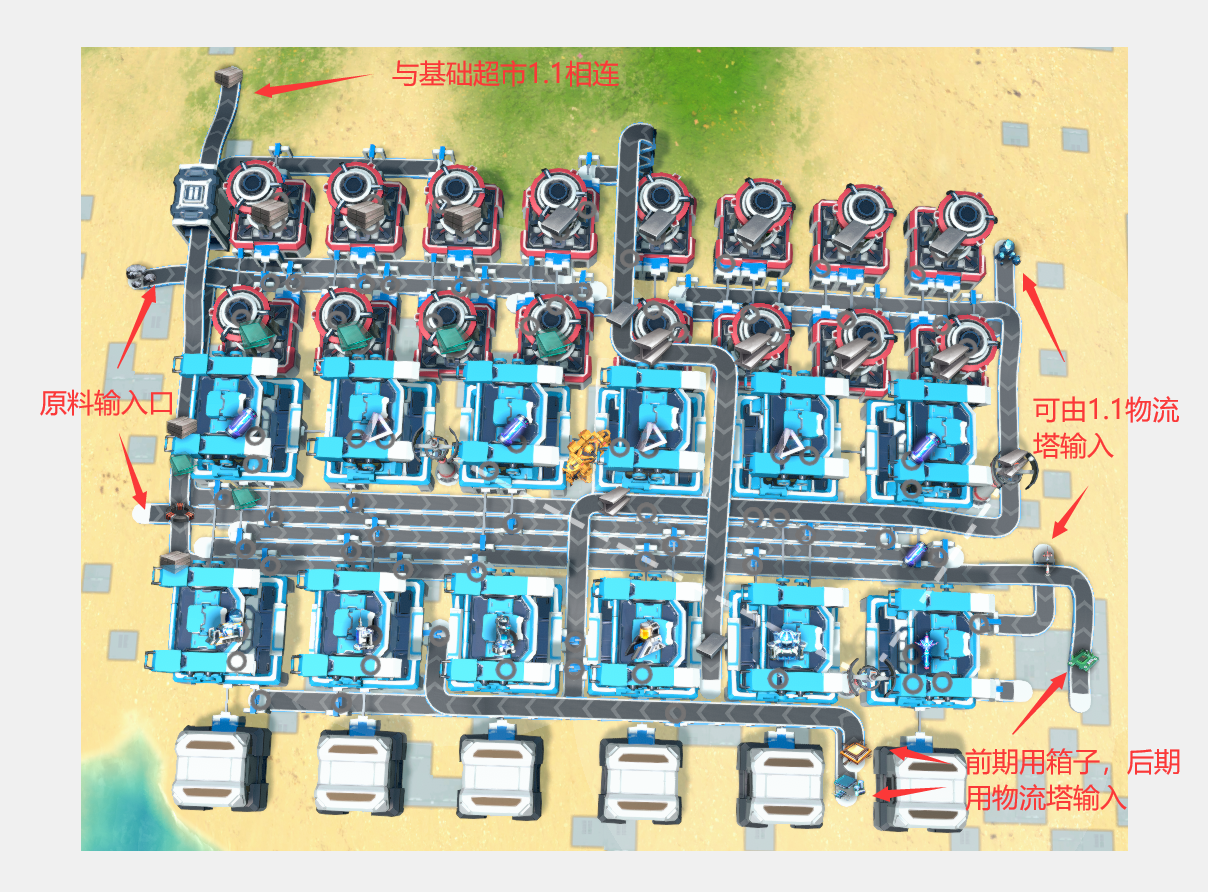 与基础超市1.1相连
原料输入口
可由1.1物流
塔输入
前期用箱子，后期
用物流塔输入